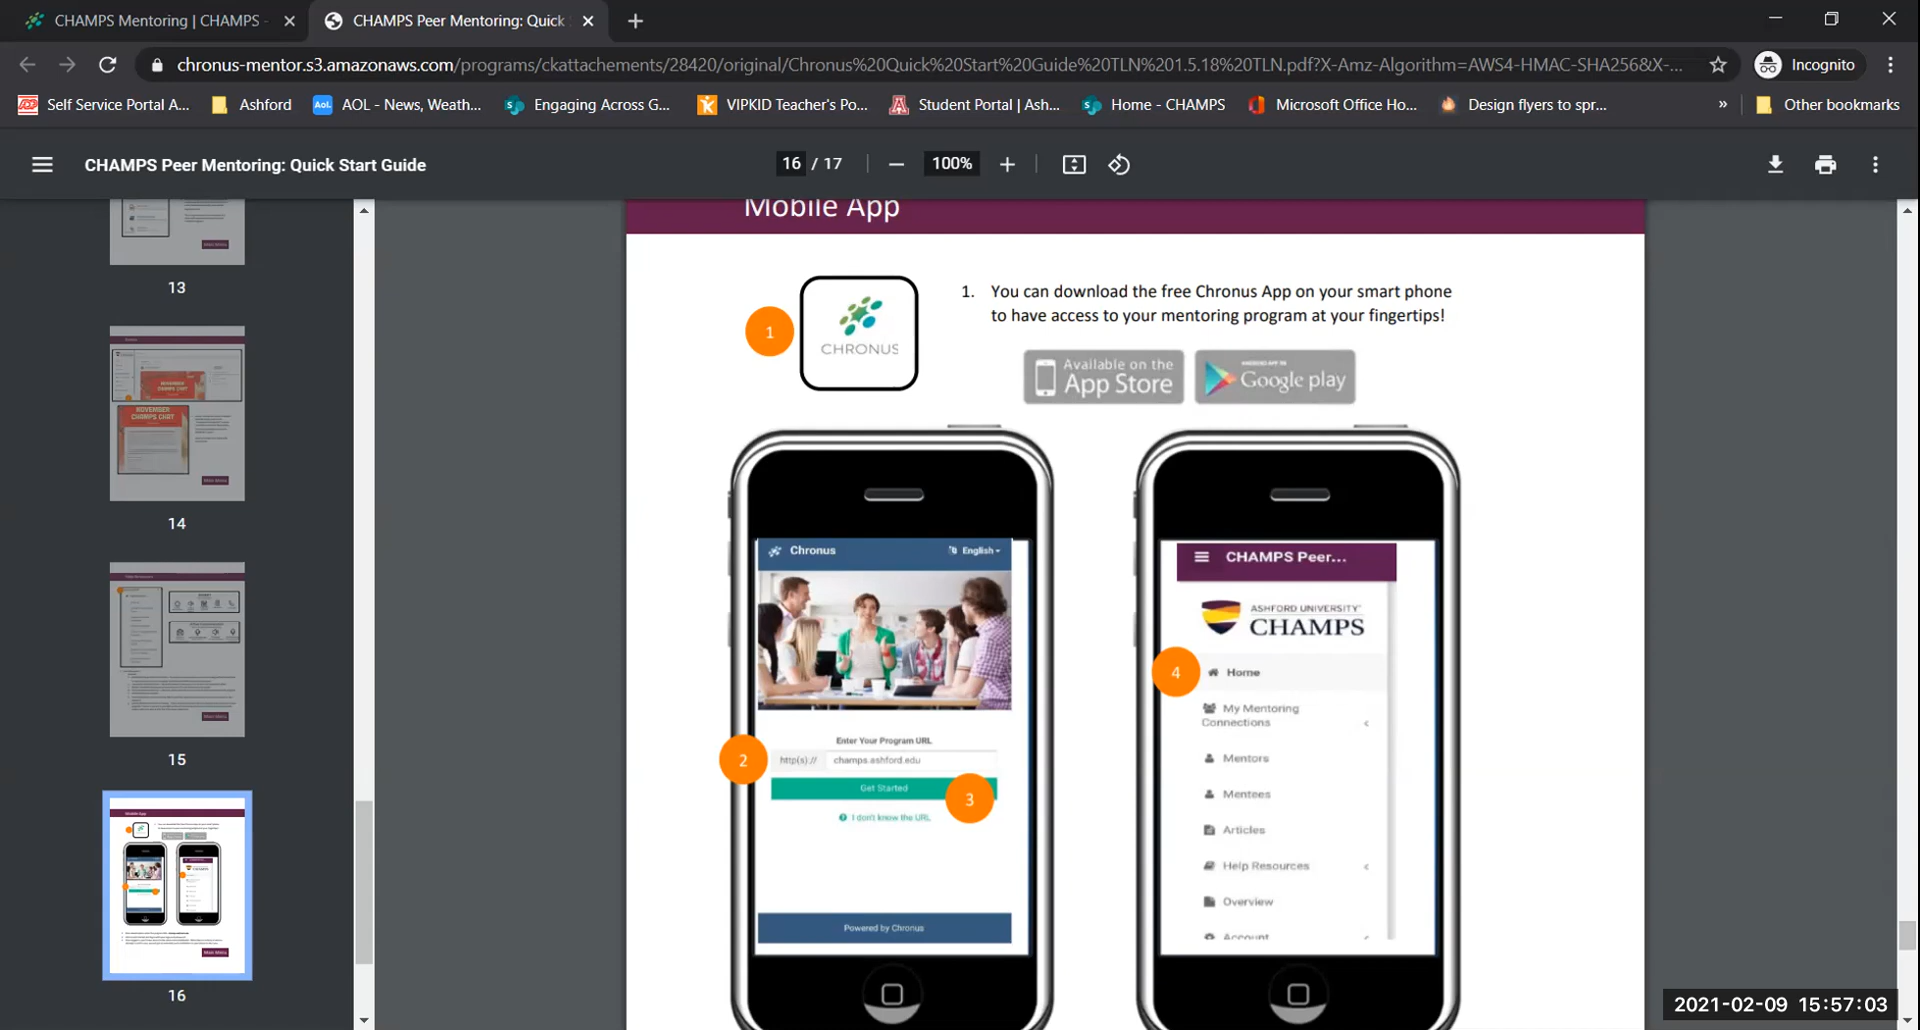 CHAMPS Mentoring | CHAMPS -
CHAMPS Peer Mentoring: Quick
chronus-mentor.s3.amazonaws.com/programs/ckattachements/28420/original/Chronus%20Quick%20Start%20Guide%20TLN%201.5.18%20TLN.pdf?X-Amz-Algorithm=AWS4-HMAC-SHA256&X-...
Incognito
Self Service Portal A...
Ashford
Aol.
AOL - News, Weath...
Engaging Across G...
VIPKID Teacher's Po...
Student Portal | Ash...
Home - CHAMPS
Microsoft Office Ho...
Design flyers to spr...
»
Other bookmarks
CHAMPS Peer Mentoring: Quick Start Guide
16 / 17
100%
13
14
15
16
Mobile App
1
CHRONUS
1. You can download the free Chronus App on your smart phone
to have access to your mentoring program at your fingertips!
Available on the
App Store
ANDROID APP ON
Google play
Chronus
English
Enter Your Program URL
2
http(s)://
champs.ashford.edu
Get Started
3
I don't know the URL
Powered by Chronus
CHAMPS Peer...
ASHFORD UNIVERSITY
CHAMPS
4
Home
My Mentoring
Connections
Mentors
Mentees
Articles
Help Resources
Overview
Account
2021-02-09 15:57:03